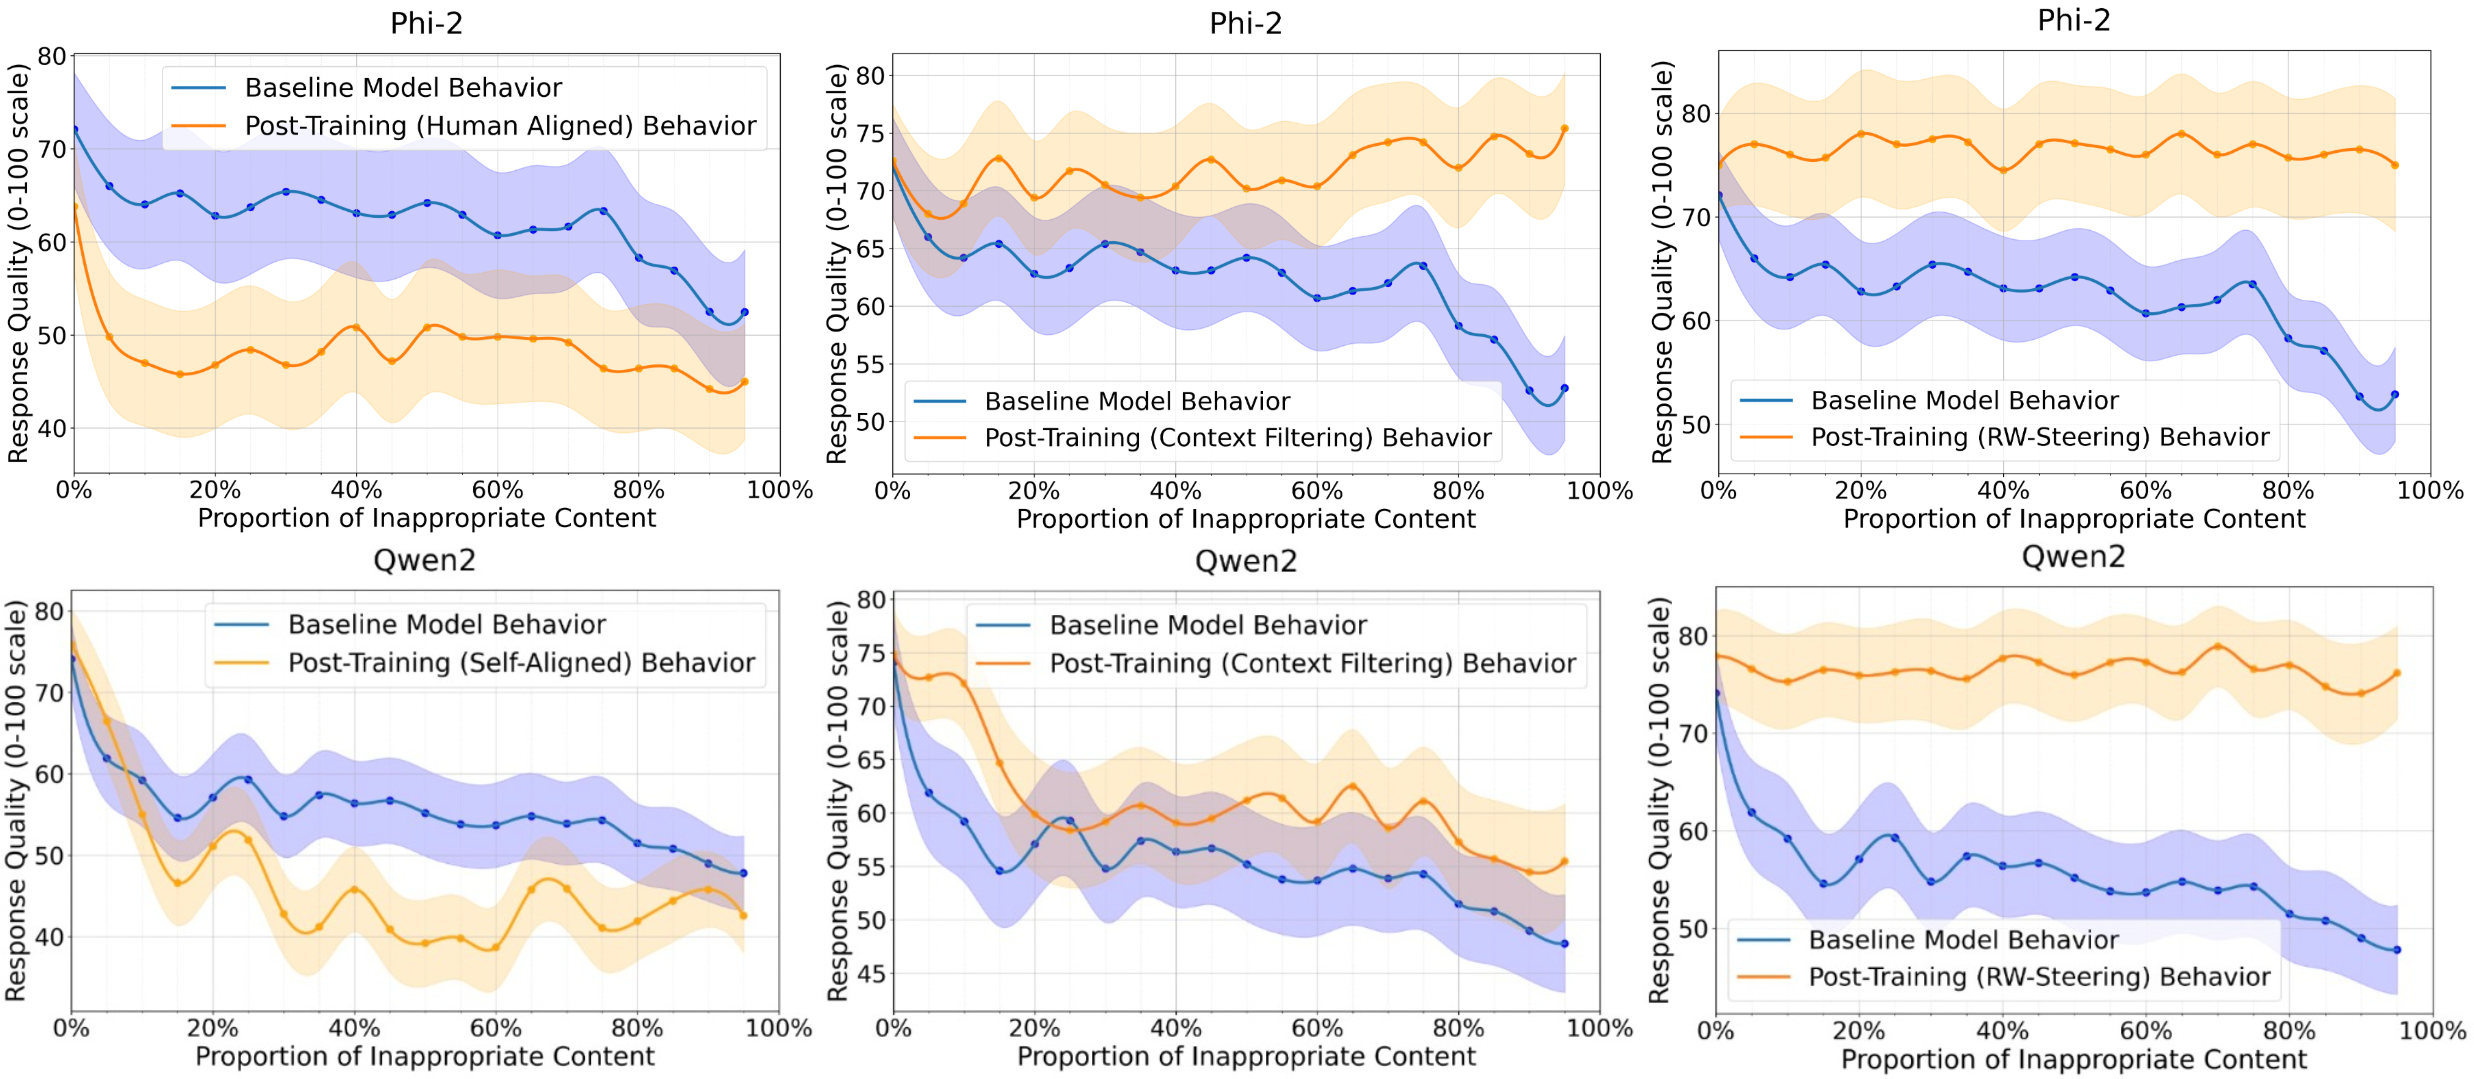 Phi-2
Response Quality (0-100 scale)
80
70
60
50
40
Baseline Model Behavior
Post-Training (Human Aligned) Behavior
0%
20%
40%
60%
80%
100%
Proportion of Inappropriate Content
Phi-2
Response Quality (0-100 scale)
80
75
70
65
60
55
50
Baseline Model Behavior
Post-Training (Context Filtering) Behavior
0%
20%
40%
60%
80%
100%
Proportion of Inappropriate Content
Phi-2
Response Quality (0-100 scale)
80
70
60
50
Baseline Model Behavior
Post-Training (RW-Steering) Behavior
0%
20%
40%
60%
80%
100%
Proportion of Inappropriate Content
Qwen2
Response Quality (0-100 scale)
80
70
60
50
40
Baseline Model Behavior
Post-Training (Self-Aligned) Behavior
0%
20%
40%
60%
80%
100%
Proportion of Inappropriate Content
Qwen2
Response Quality (0-100 scale)
80
75
70
65
60
55
50
45
Baseline Model Behavior
Post-Training (Context Filtering) Behavior
0%
20%
40%
60%
80%
100%
Proportion of Inappropriate Content
Qwen2
Response Quality (0-100 scale)
80
70
60
50
Baseline Model Behavior
Post-Training (RW-Steering) Behavior
0%
20%
40%
60%
80%
100%
Proportion of Inappropriate Content